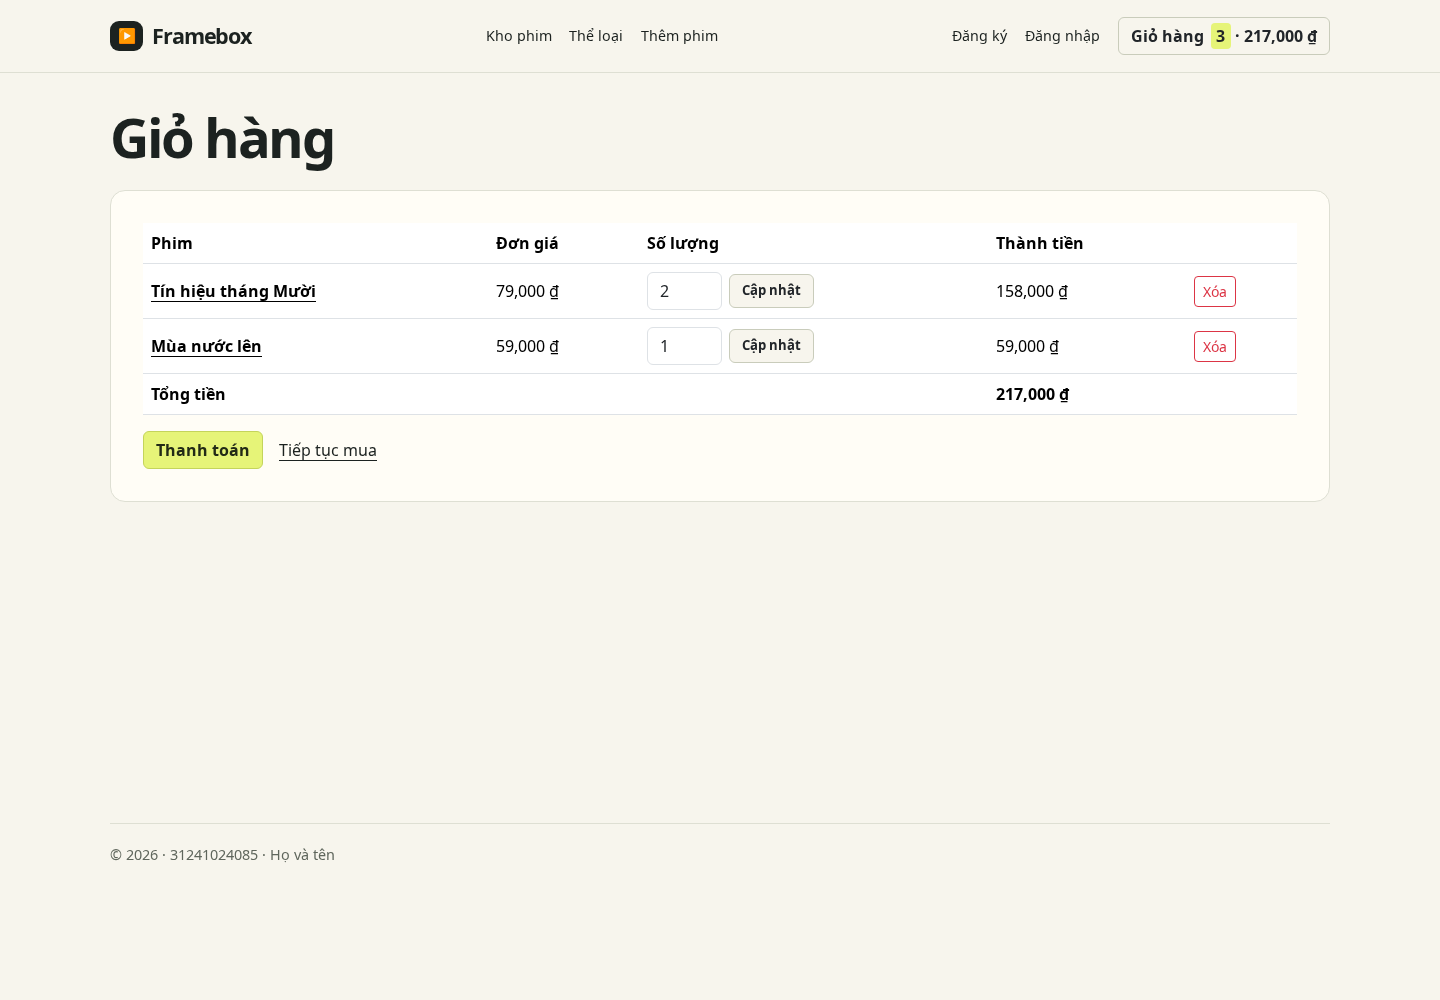 Framebox
Kho phim Thể loại Thêm phim
Đăng ký Đăng nhập Giỏ hàng 3 · 217,000 ₫
Giỏ hàng
Phim Đơn giá Số lượng Thành tiền
Tín hiệu tháng Mười 79,000 ₫ 2 Cập nhật 158,000 ₫ Xóa
Mùa nước lên 59,000 ₫ 1 Cập nhật 59,000 ₫ Xóa
Tổng tiền 217,000 ₫
Thanh toán Tiếp tục mua
© 2026 · 31241024085 · Họ và tên